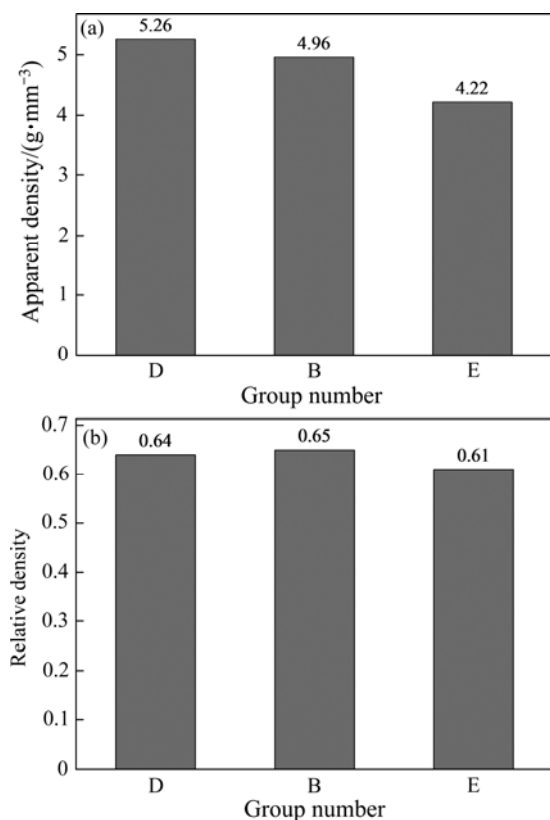 (a)
5.26
4.96
4.22
Apparent density/(g·mm⁻³)
5
4
3
2
1
0
D B E
Group number
(b)
0.64
0.65
0.61
Relative density
0.7
0.6
0.5
0.4
0.3
0.2
0.1
0
D B E
Group number